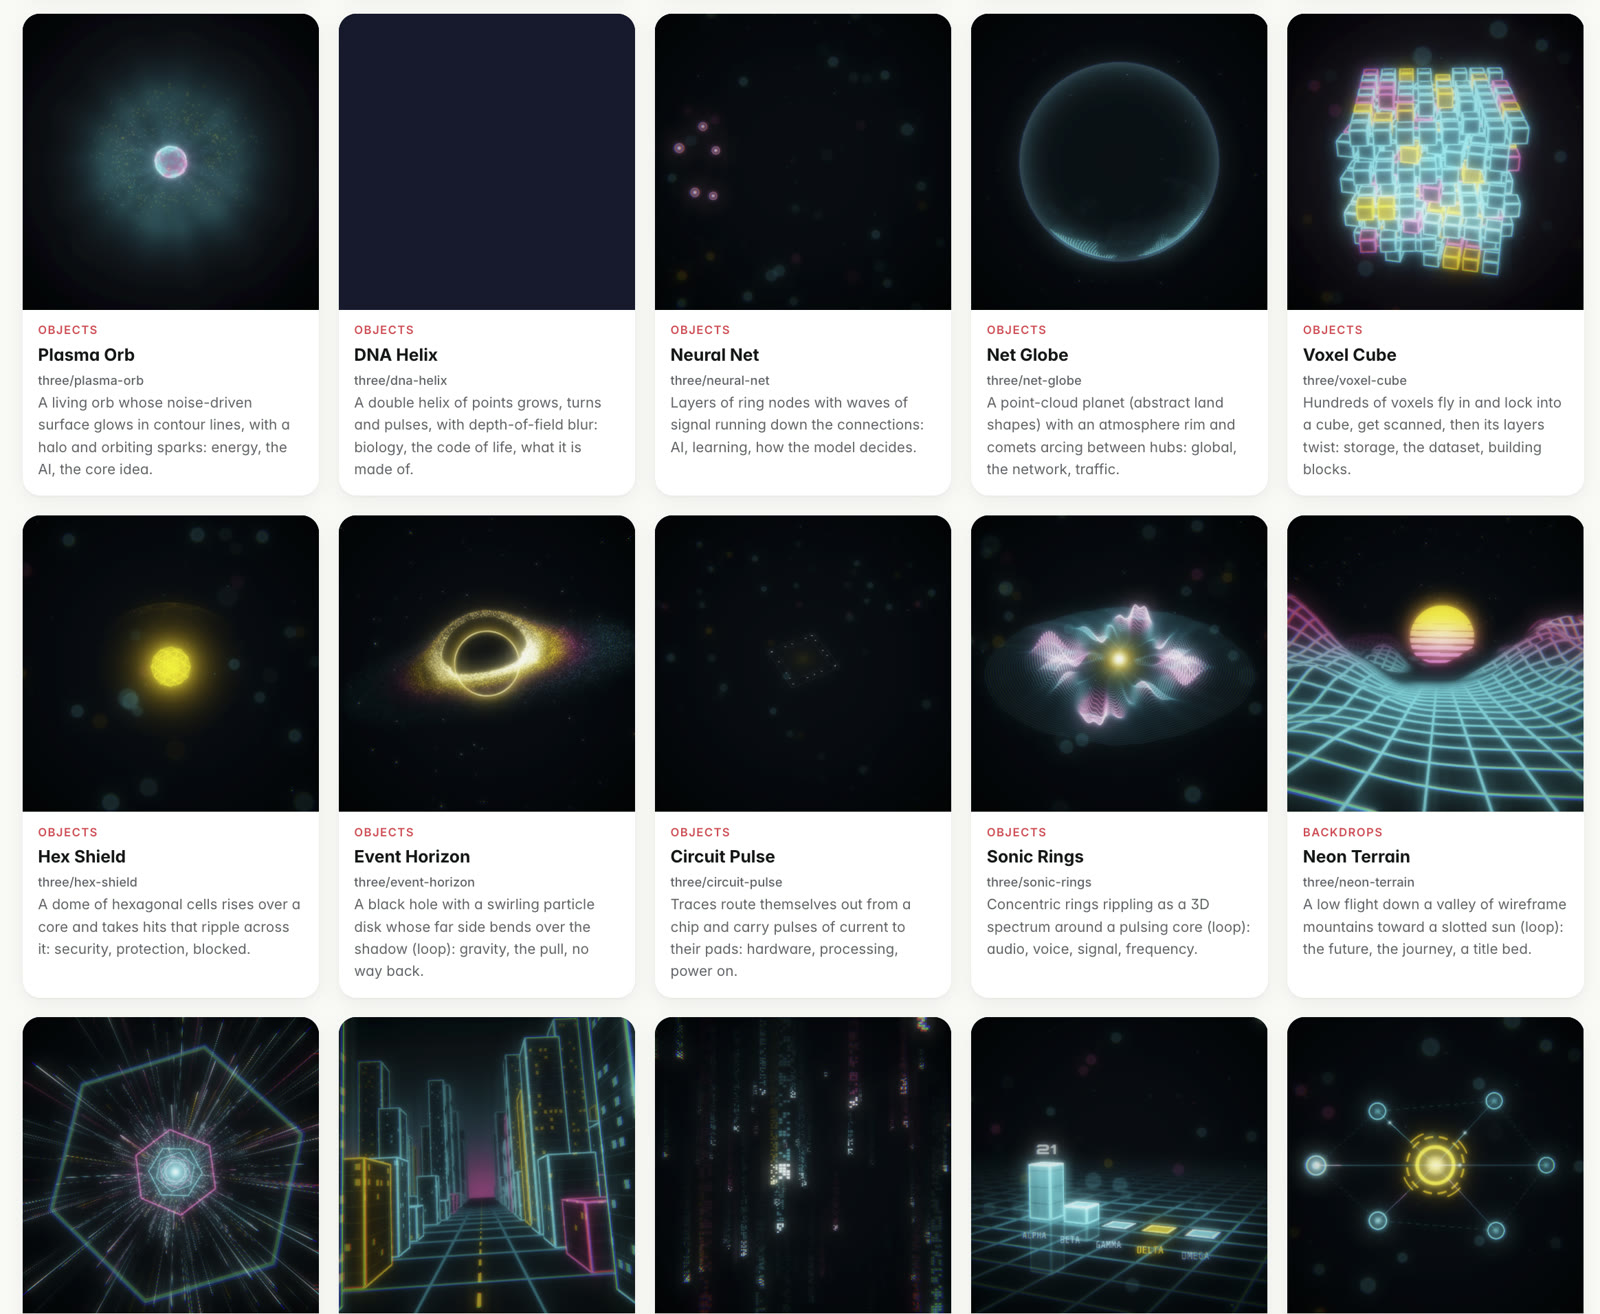 OBJECTS
Plasma Orb
three/plasma-orb
A living orb whose noise-driven
surface glows in contour lines, with a
halo and orbiting sparks: energy, the
AI, the core idea.
OBJECTS
DNA Helix
three/dna-helix
A double helix of points grows, turns
and pulses, with depth-of-field blur:
biology, the code of life, what it is
made of.
OBJECTS
Neural Net
three/neural-net
Layers of ring nodes with waves of
signal running down the connections:
AI, learning, how the model decides.
OBJECTS
Net Globe
three/net-globe
A point-cloud planet (abstract land
shapes) with an atmosphere rim and
comets arcing between hubs: global,
the network, traffic.
OBJECTS
Voxel Cube
three/voxel-cube
Hundreds of voxels fly in and lock into
a cube, get scanned, then its layers
twist: storage, the dataset, building
blocks.
OBJECTS
Hex Shield
three/hex-shield
A dome of hexagonal cells rises over a
core and takes hits that ripple across
it: security, protection, blocked.
OBJECTS
Event Horizon
three/event-horizon
A black hole with a swirling particle
disk whose far side bends over the
shadow (loop): gravity, the pull, no
way back.
OBJECTS
Circuit Pulse
three/circuit-pulse
Traces route themselves out from a
chip and carry pulses of current to
their pads: hardware, processing,
power on.
OBJECTS
Sonic Rings
three/sonic-rings
Concentric rings rippling as a 3D
spectrum around a pulsing core (loop):
audio, voice, signal, frequency.
BACKDROPS
Neon Terrain
three/neon-terrain
A low flight down a valley of wireframe
mountains toward a slotted sun (loop):
the future, the journey, a title bed.
21
ALPHA
BETA
GAMMA
DELTA
OMEGA